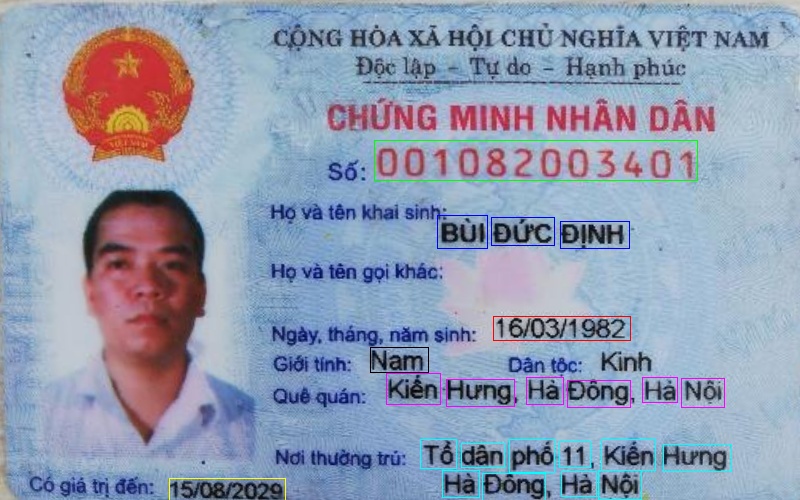 CỘNG HÒA XÃ HỘI CHỦ NGHĨA VIỆT NAM
Độc lập - Tự do - Hạnh phúc
CHỨNG MINH NHÂN DÂN
Số: 001082003401
Họ và tên khai sinh:
BÙI ĐỨC ĐỊNH
Họ và tên gọi khác:
Ngày, tháng, năm sinh: 16/03/1982
Giới tính: Nam Dân tộc: Kinh
Quê quán: Kiến Hưng, Hà Đông, Hà Nội
Nơi thường trú: Tổ dân phố 11, Kiến Hưng
Hà Đông, Hà Nội
Có giá trị đến: 15/08/2029